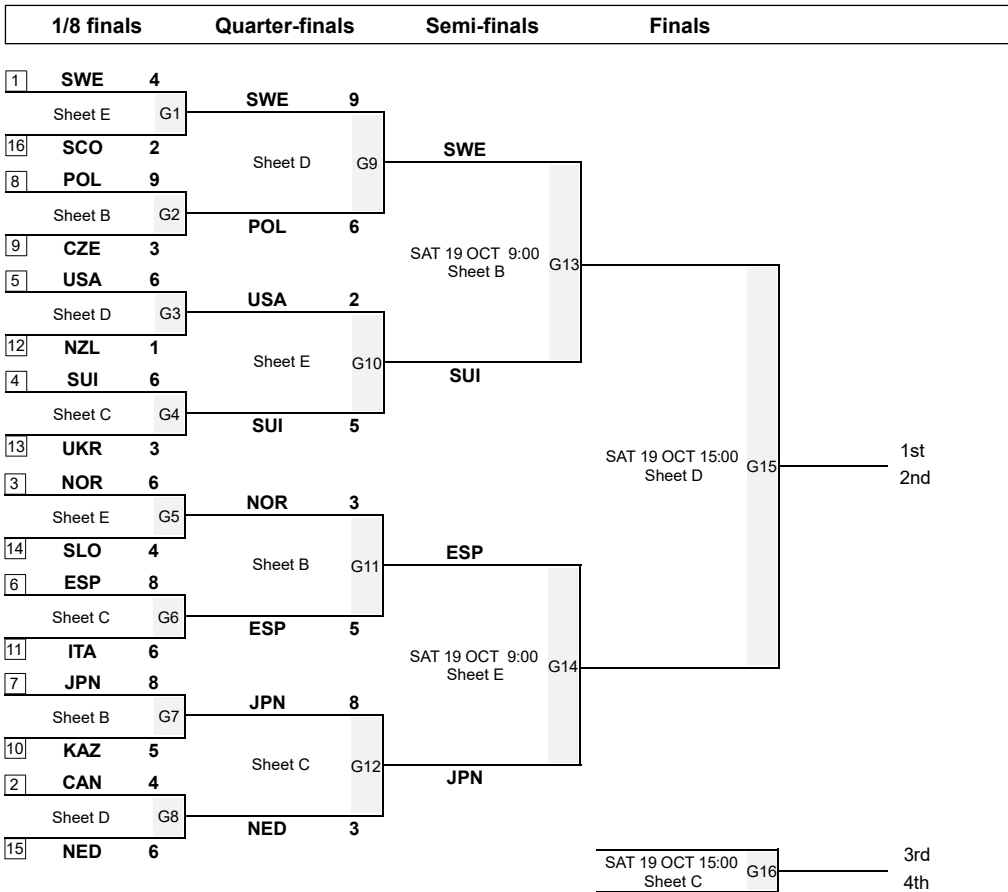 1/8 finals Quarter-finals Semi-finals Finals
1 SWE 4
SWE 9
Sheet E G1
16 SCO 2
SWE
Sheet D G9
8 POL 9
Sheet B G2
POL 6
9 CZE 3
SAT 19 OCT 9:00
Sheet B
G13
5 USA 6
USA 2
Sheet D G3
12 NZL 1
Sheet E G10
4 SUI 6
SUI
Sheet C G4
SUI 5
13 UKR 3
SAT 19 OCT 15:00
Sheet D
G15
1st
2nd
3 NOR 6
NOR 3
Sheet E G5
14 SLO 4
ESP
Sheet B G11
6 ESP 8
Sheet C G6
ESP 5
11 ITA 6
SAT 19 OCT 9:00
Sheet E
G14
7 JPN 8
JPN 8
Sheet B G7
10 KAZ 5
Sheet C G12
JPN
2 CAN 4
Sheet D G8
NED 3
15 NED 6
SAT 19 OCT 15:00
Sheet C
G16
3rd
4th